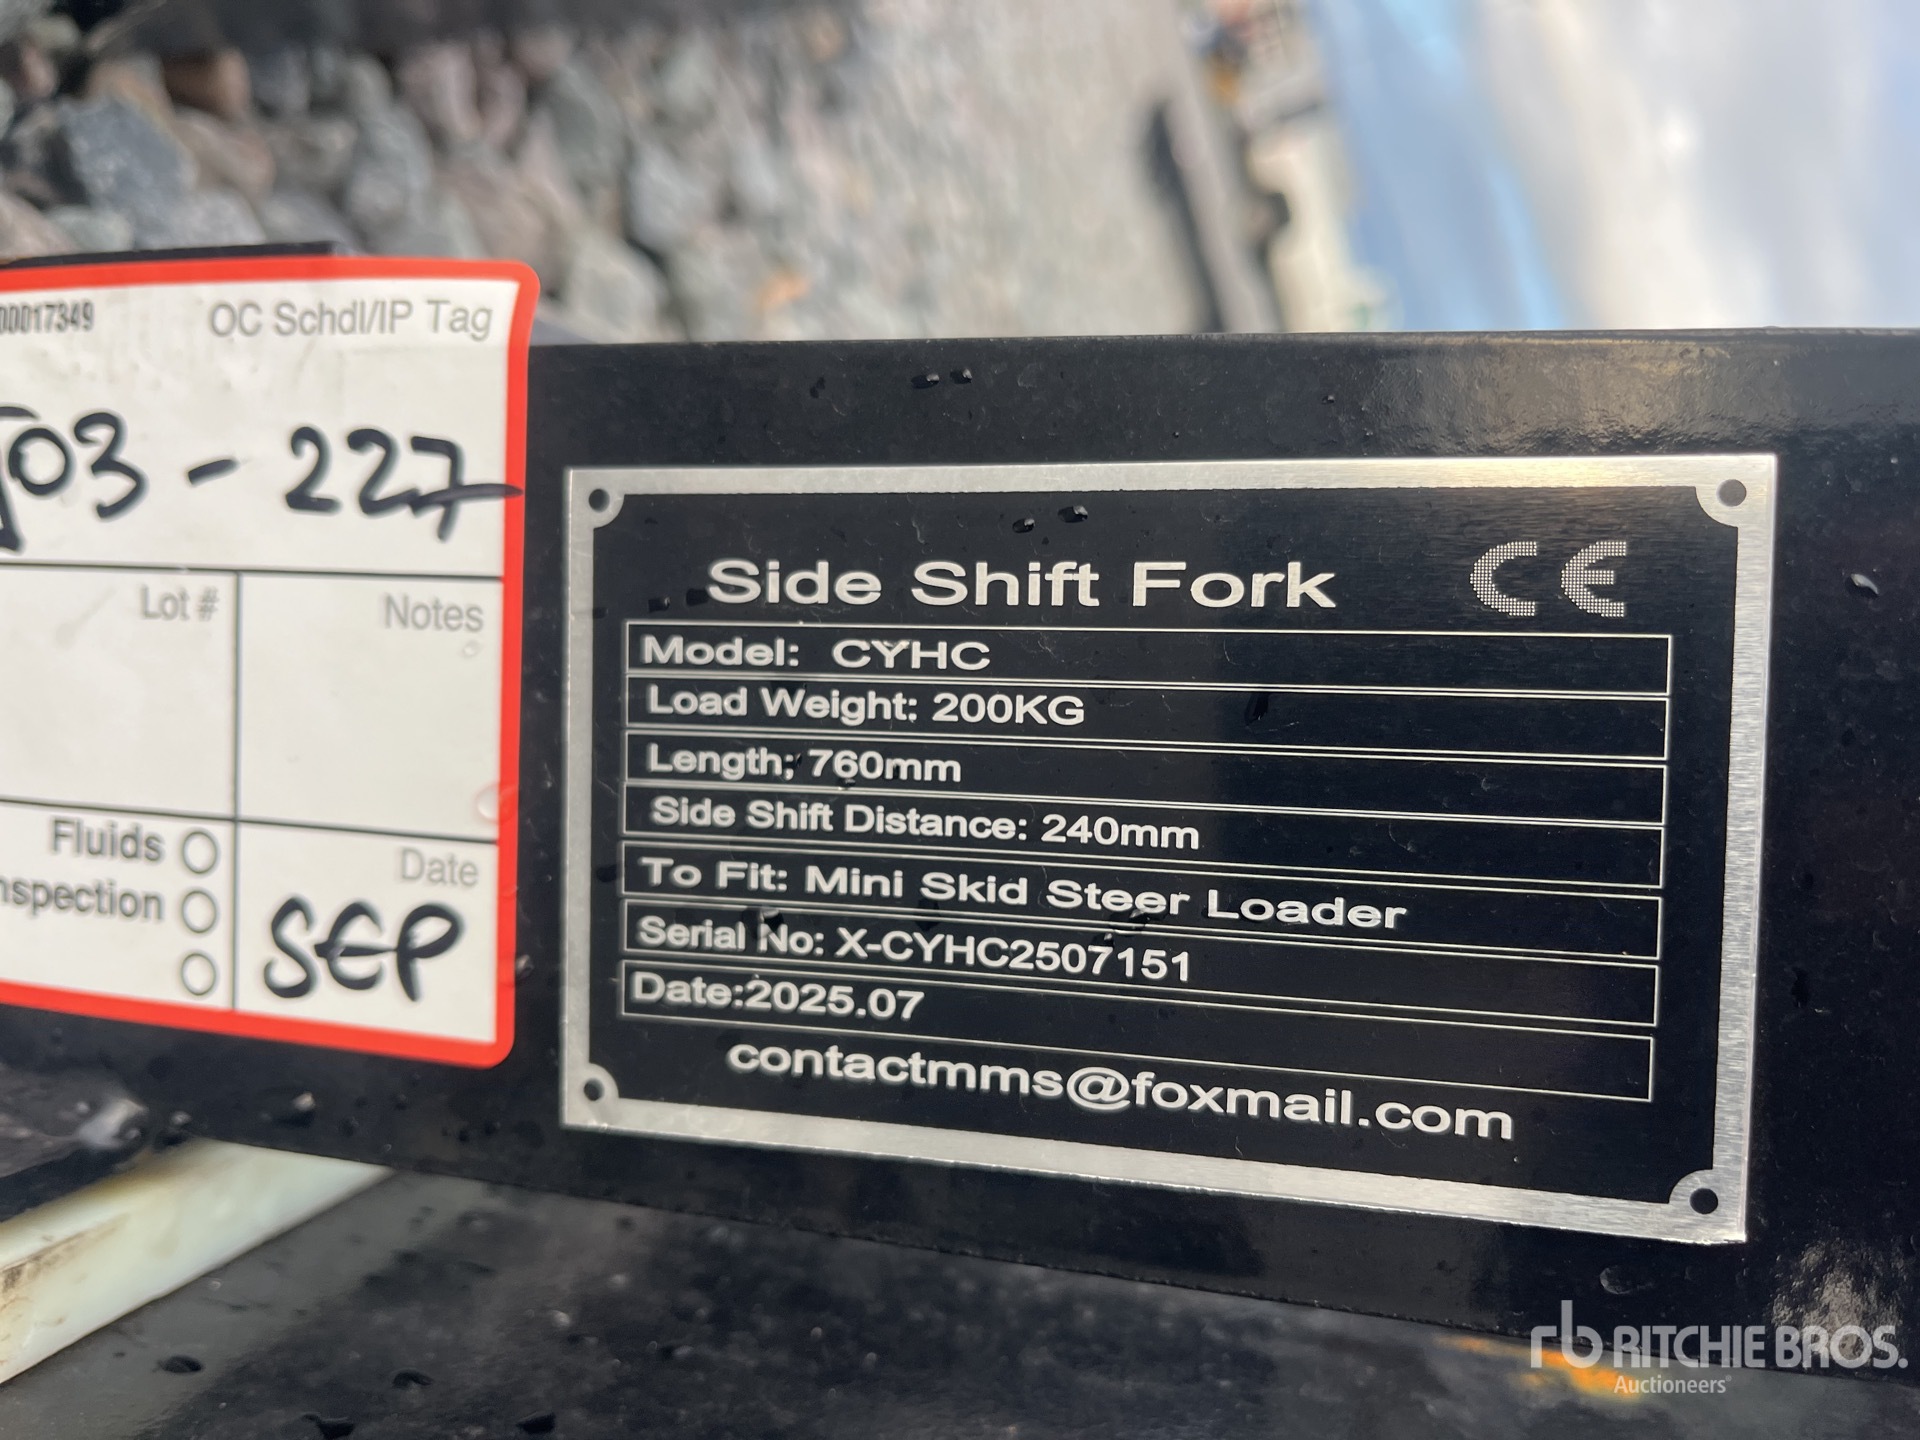 00017349 OC Schdl/IP Tag
J03 - 227
Lot # Notes
Fluids
nspection
Date
SEP
Side Shift Fork CE
Model: CYHC
Load Weight: 200KG
Length; 760mm
Side Shift Distance: 240mm
To Fit: Mini Skid Steer Loader
Serial No: X-CYHC2507151
Date:2025.07
contactmms@foxmail.com
rb RITCHIE BROS.
Auctioneers